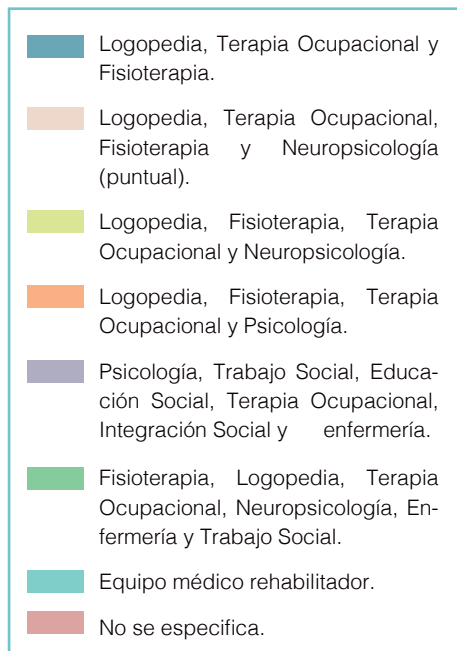 Logopedia, Terapia Ocupacional y
Fisioterapia.
Logopedia, Terapia Ocupacional,
Fisioterapia y Neuropsicología
(puntual).
Logopedia, Fisioterapia, Terapia
Ocupacional y Neuropsicología.
Logopedia, Fisioterapia, Terapia
Ocupacional y Psicología.
Psicología, Trabajo Social, Educa-
ción Social, Terapia Ocupacional,
Integración Social y enfermería.
Fisioterapia, Logopedia, Terapia
Ocupacional, Neuropsicología, En-
fermería y Trabajo Social.
Equipo médico rehabilitador.
No se especifica.